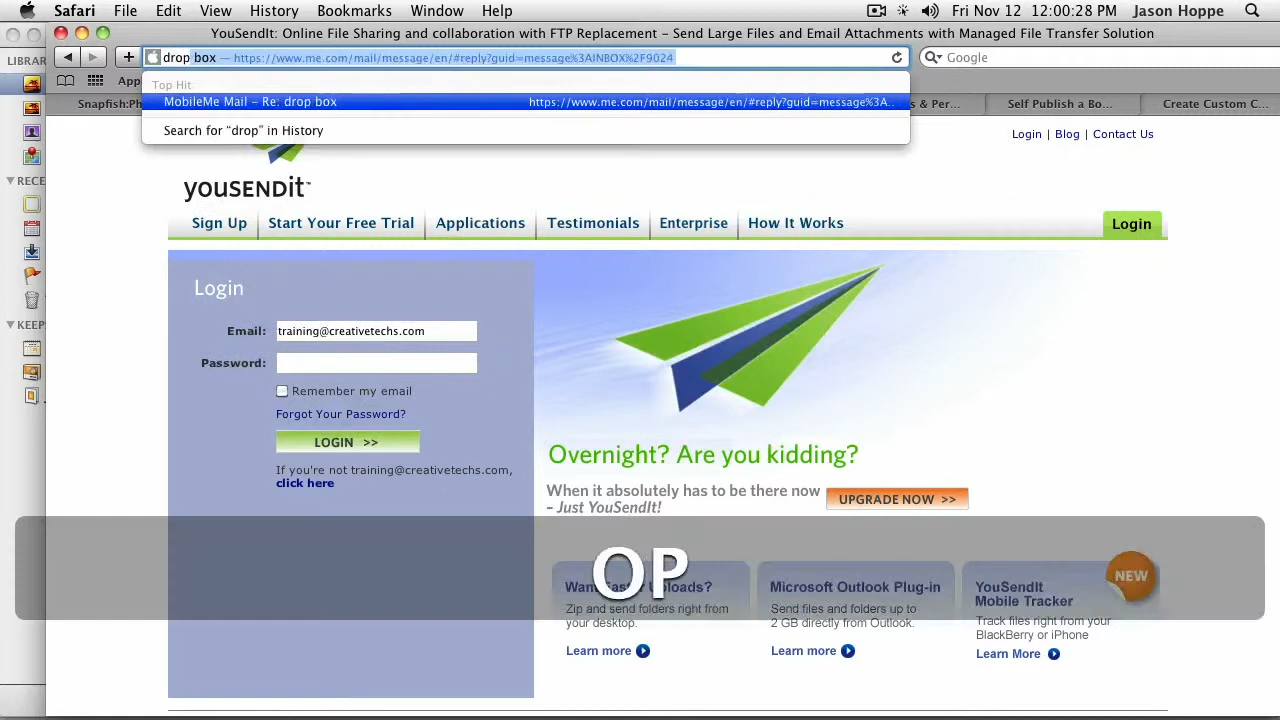 Safari File Edit View History Bookmarks Window Help Fri Nov 12 12:00:28 PM Jason Hoppe
YouSendIt: Online File Sharing and collaboration with FTP Replacement – Send Large Files and Email Attachments with Managed File Transfer Solution
LIBRAR
drop box — https://www.me.com/mail/message/en/#reply?guid=message%3AINBOX%2F9024
Google
App
Top Hit
MobileMe Mail – Re: drop box https://www.me.com/mail/message/en/#reply?guid=message%3A...
Snapfish:Ph
s & Per...
Self Publish a Bo...
Create Custom C...
Search for “drop” in History
Login | Blog | Contact Us
RECE
YOUSENDiT™
Sign Up Start Your Free Trial Applications Testimonials Enterprise How It Works Login
Login
Email: training@creativetechs.com
KEEP
Password:
Remember my email
Forgot Your Password?
LOGIN >>
If you're not training@creativetechs.com,
click here
Overnight? Are you kidding?
When it absolutely has to be there now
– Just YouSendIt!
UPGRADE NOW >>
OP
Want Faster Uploads?
Zip and send folders right from
your desktop.
Learn more
Microsoft Outlook Plug-in
Send files and folders up to
2 GB directly from Outlook.
Learn more
NEW
YouSendIt
Mobile Tracker
Track files right from your
BlackBerry or iPhone
Learn More